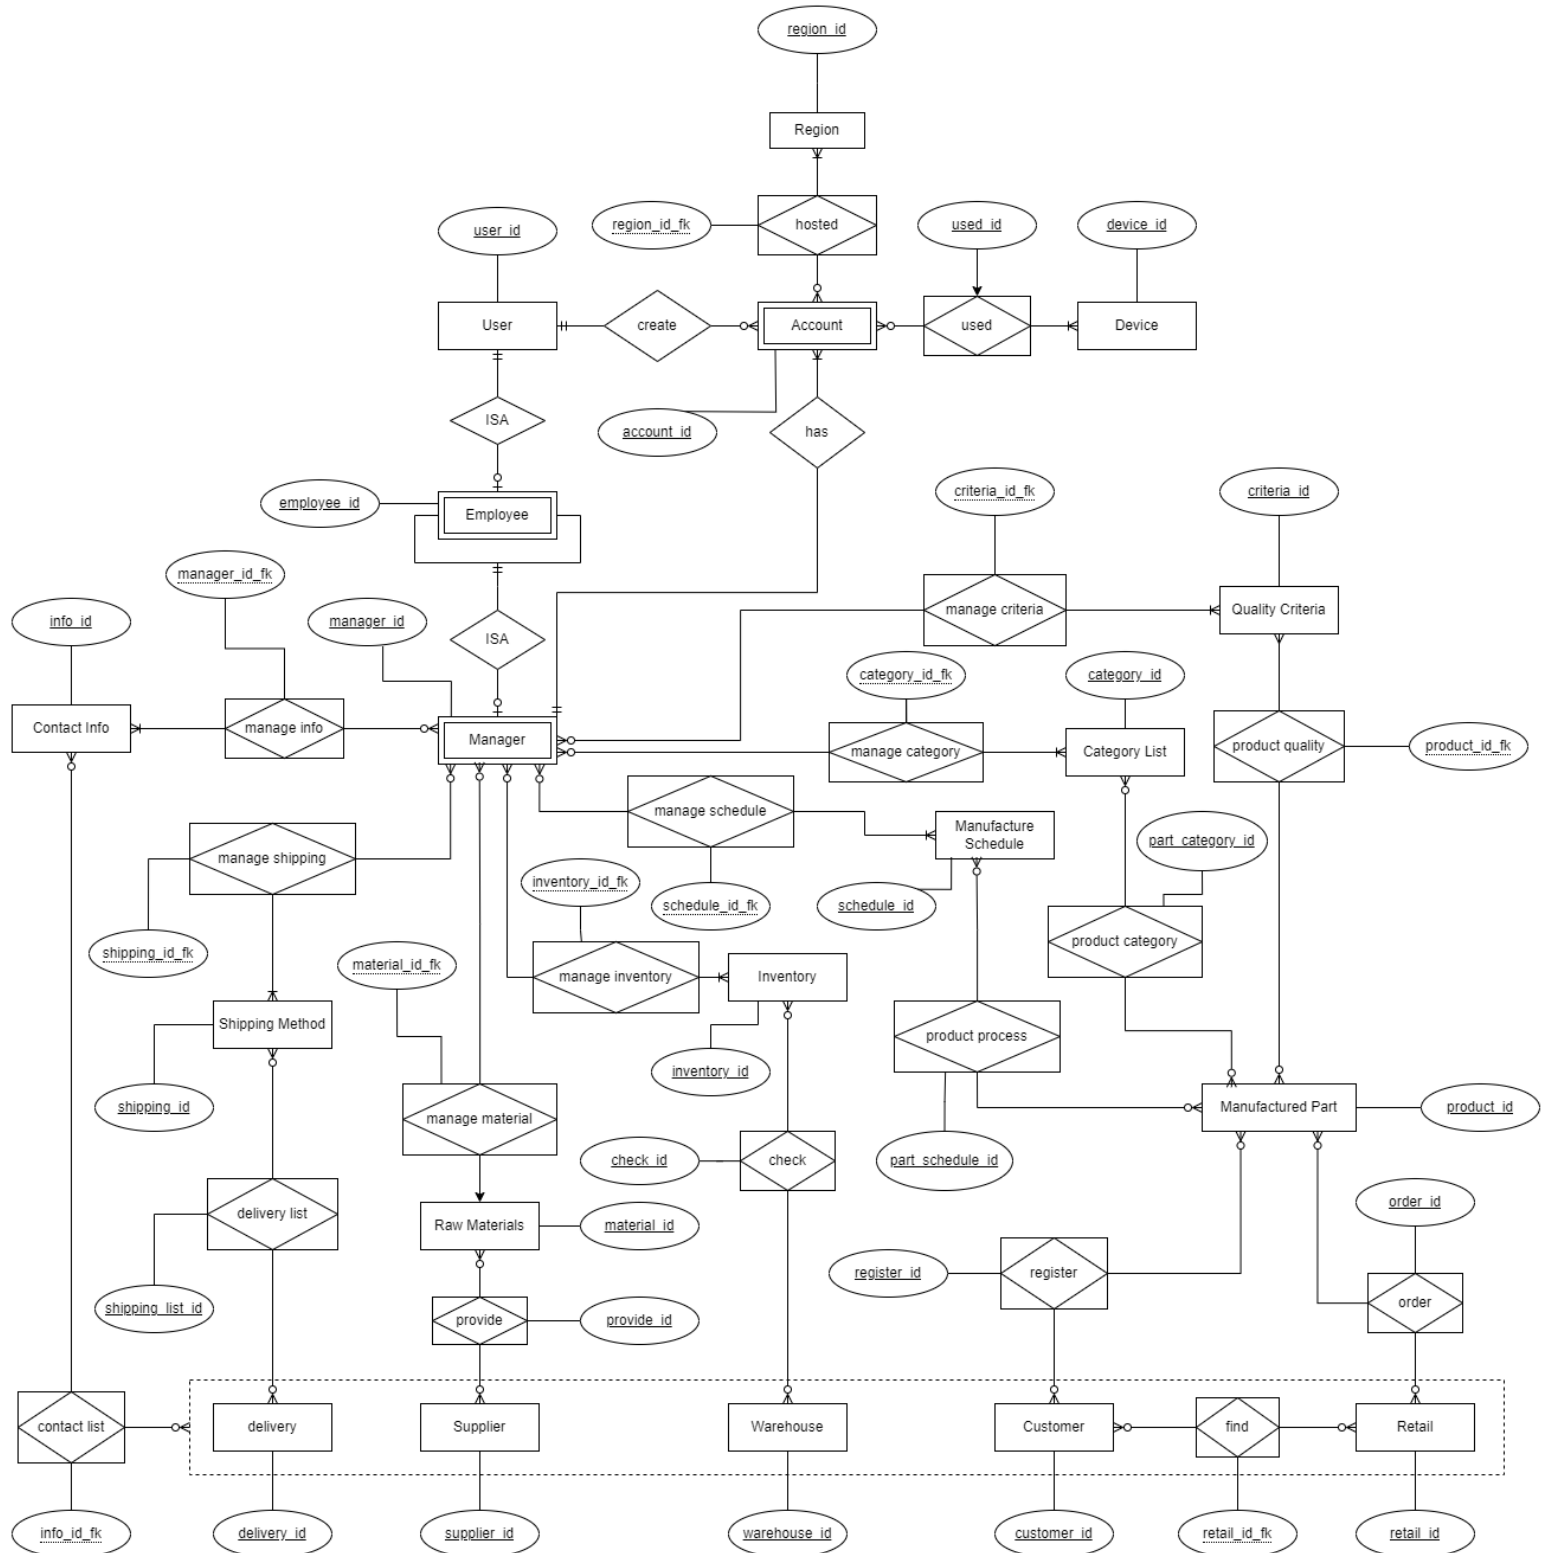 region_id
Region
region_id_fk
hosted
used_id
device_id
user_id
User
create
Account
used
Device
ISA
account_id
has
employee_id
Employee
criteria_id_fk
criteria_id
manager_id_fk
info_id
manager_id
ISA
manage criteria
Quality Criteria
category_id_fk
category_id
Contact Info
manage info
Manager
manage category
Category List
product quality
product_id_fk
manage schedule
Manufacture
Schedule
part_category_id
manage shipping
inventory_id_fk
schedule_id_fk
schedule_id
shipping_id_fk
material_id_fk
product category
manage inventory
Inventory
Shipping Method
product process
inventory_id
shipping_id
manage material
Manufactured Part
product_id
check_id
check
part_schedule_id
delivery list
Raw Materials
material_id
order_id
register_id
register
shipping_list_id
provide
provide_id
order
contact list
delivery
Supplier
Warehouse
Customer
find
Retail
info_id_fk
delivery_id
supplier_id
warehouse_id
customer_id
retail_id_fk
retail_id